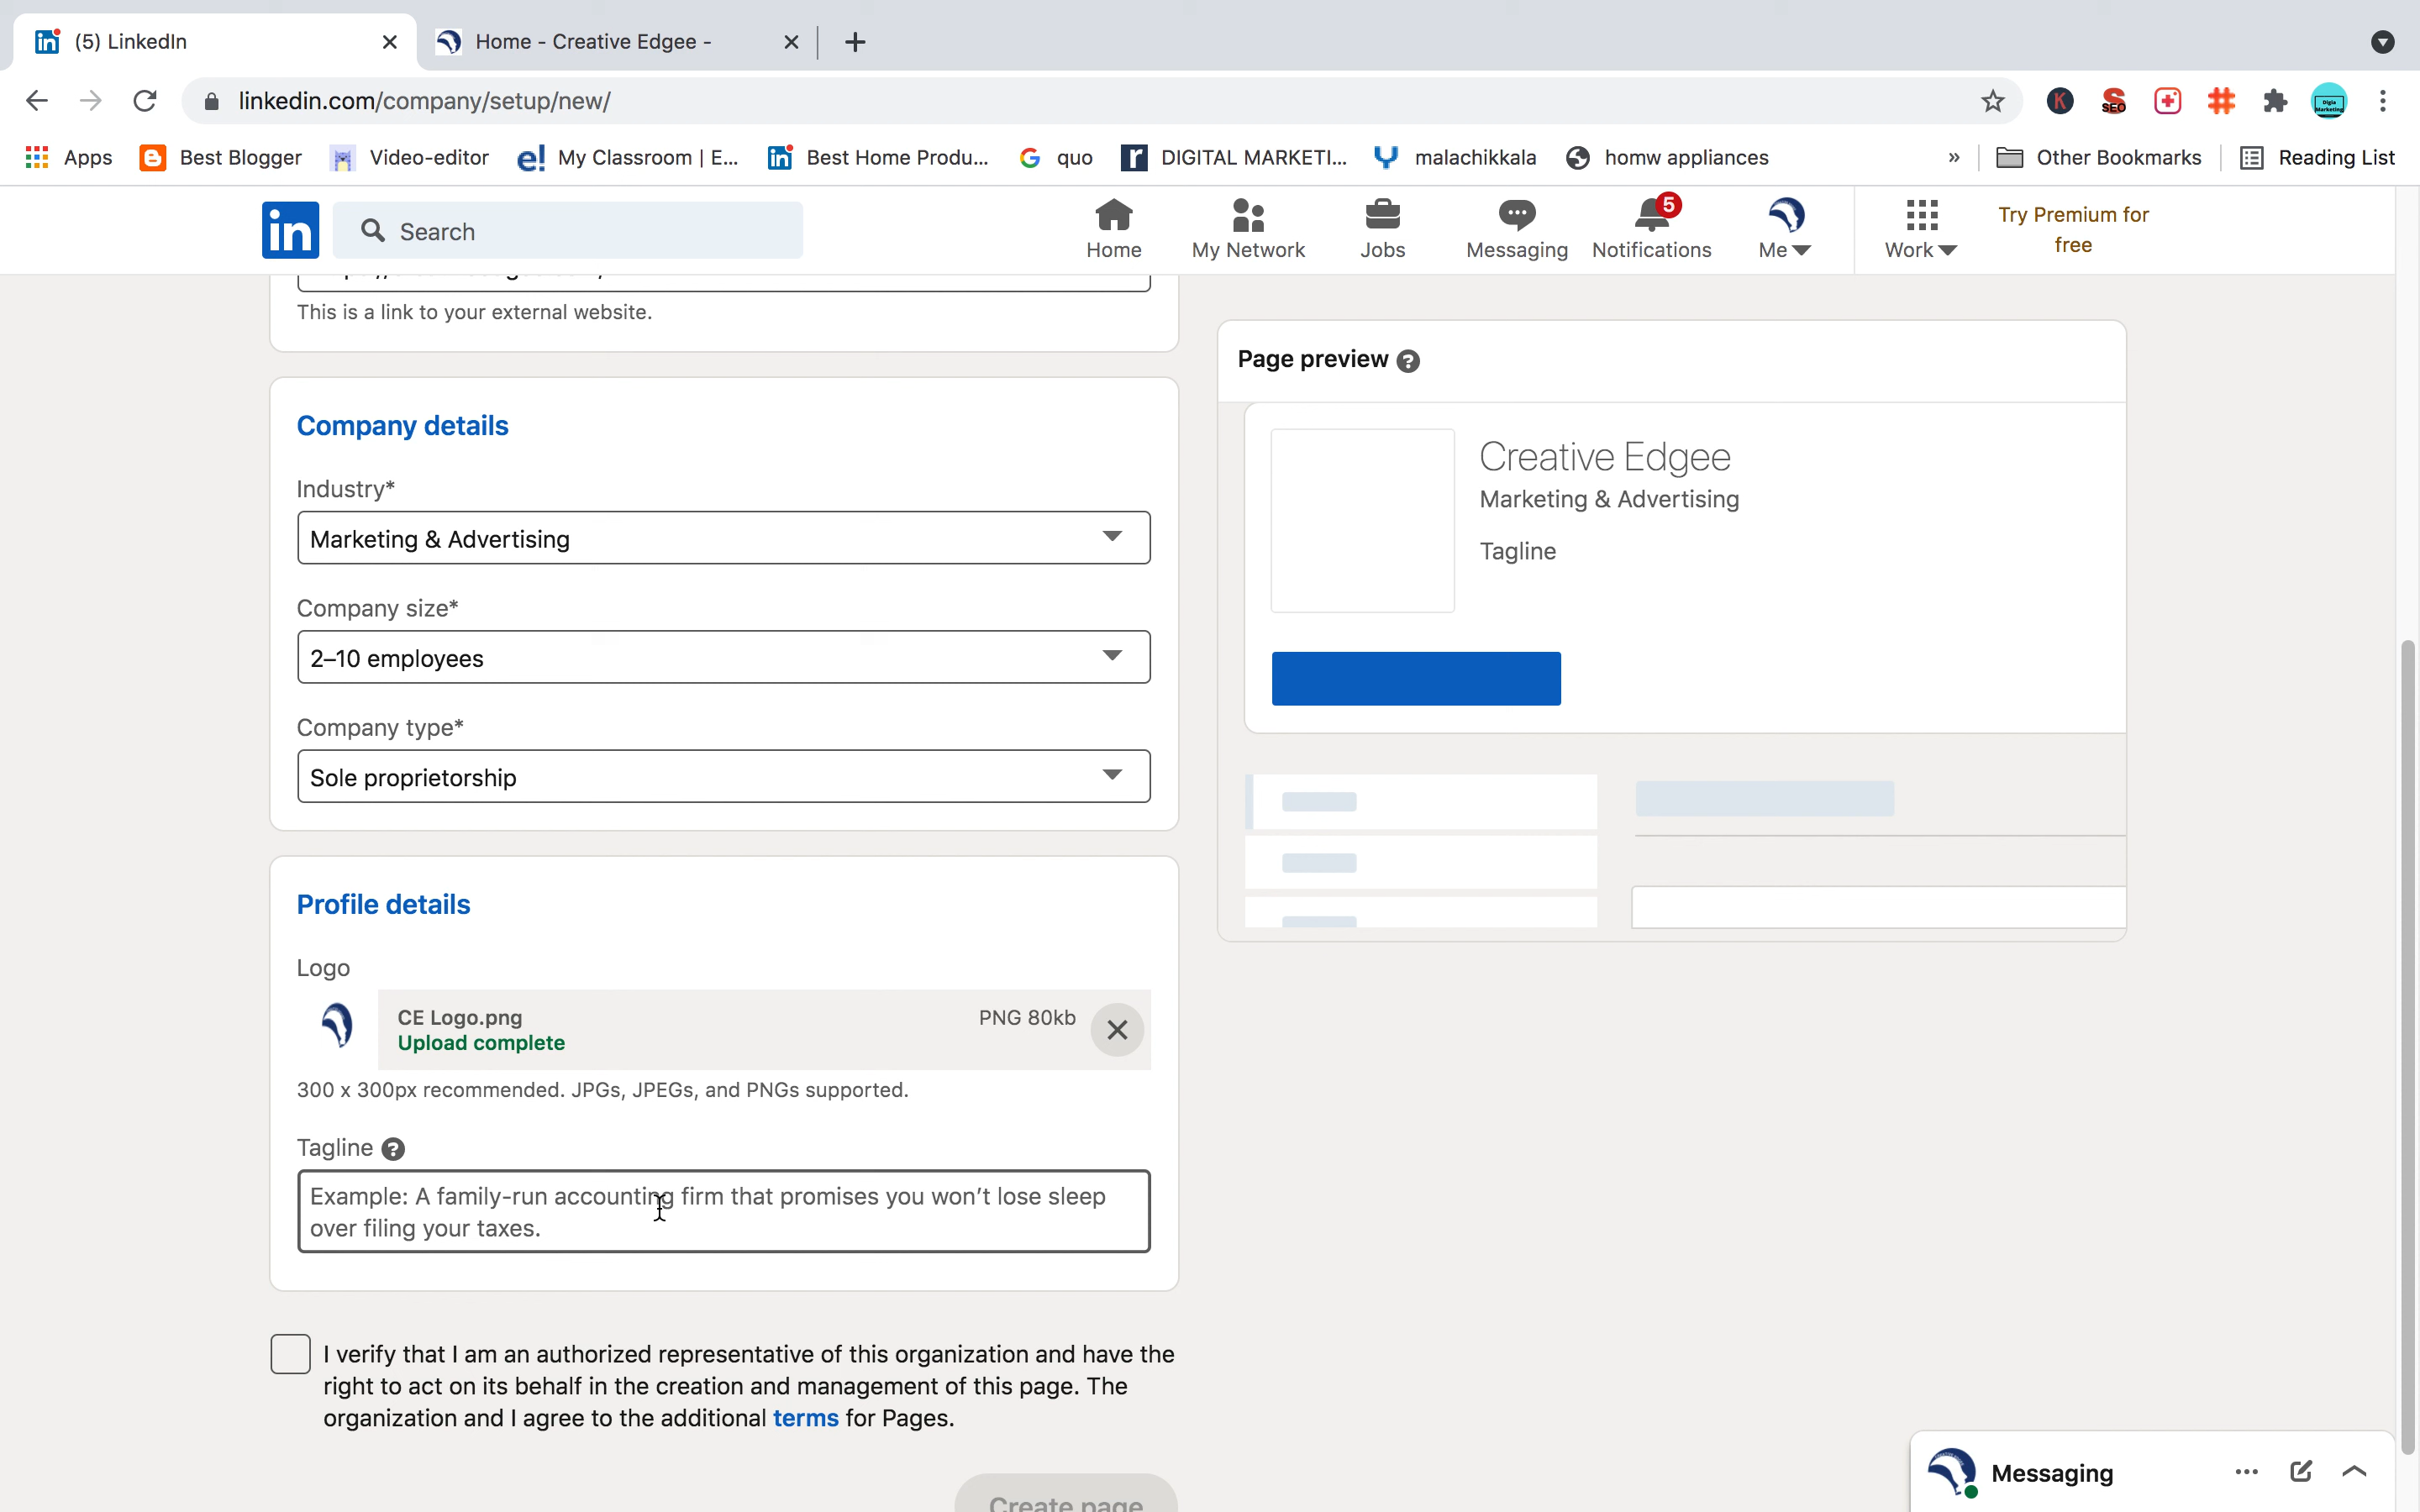 (5) LinkedIn
Home - Creative Edgee -
linkedin.com/company/setup/new/
Apps
Best Blogger
Video-editor
My Classroom | E...
Best Home Produ...
quo
DIGITAL MARKETI...
malachikkala
homw appliances
»
Other Bookmarks
Reading List
in
Search
Home
My Network
Jobs
Messaging
5
Notifications
Me
Work
Try Premium for
free
This is a link to your external website.
Company details
Industry*
Marketing & Advertising
Company size*
2–10 employees
Company type*
Sole proprietorship
Profile details
Logo
CE Logo.png
PNG 80kb
Upload complete
300 x 300px recommended. JPGs, JPEGs, and PNGs supported.
Tagline
Example: A family-run accounting firm that promises you won't lose sleep
over filing your taxes.
I verify that I am an authorized representative of this organization and have the
right to act on its behalf in the creation and management of this page. The
organization and I agree to the additional terms for Pages.
Create page
Page preview
Creative Edgee
Marketing & Advertising
Tagline
Messaging